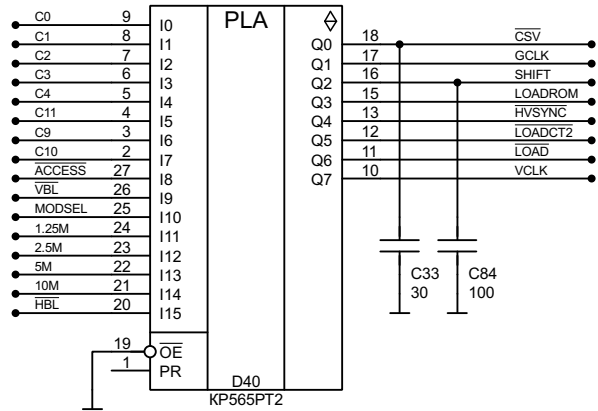 PLA
C0 9 I0
C1 8 I1
C2 7 I2
C3 6 I3
C4 5 I4
C11 4 I5
C9 3 I6
C10 2 I7
ACCESS 27 I8
VBL 26 I9
MODSEL 25 I10
1.25M 24 I11
2.5M 23 I12
5M 22 I13
10M 21 I14
HBL 20 I15
19 OE
1 PR
Q0 18 CSV
Q1 17 GCLK
Q2 16 SHIFT
Q3 15 LOADROM
Q4 13 HVSYNC
Q5 12 LOADCT2
Q6 11 LOAD
Q7 10 VCLK
C33
30
C84
100
D40
КР565РТ2